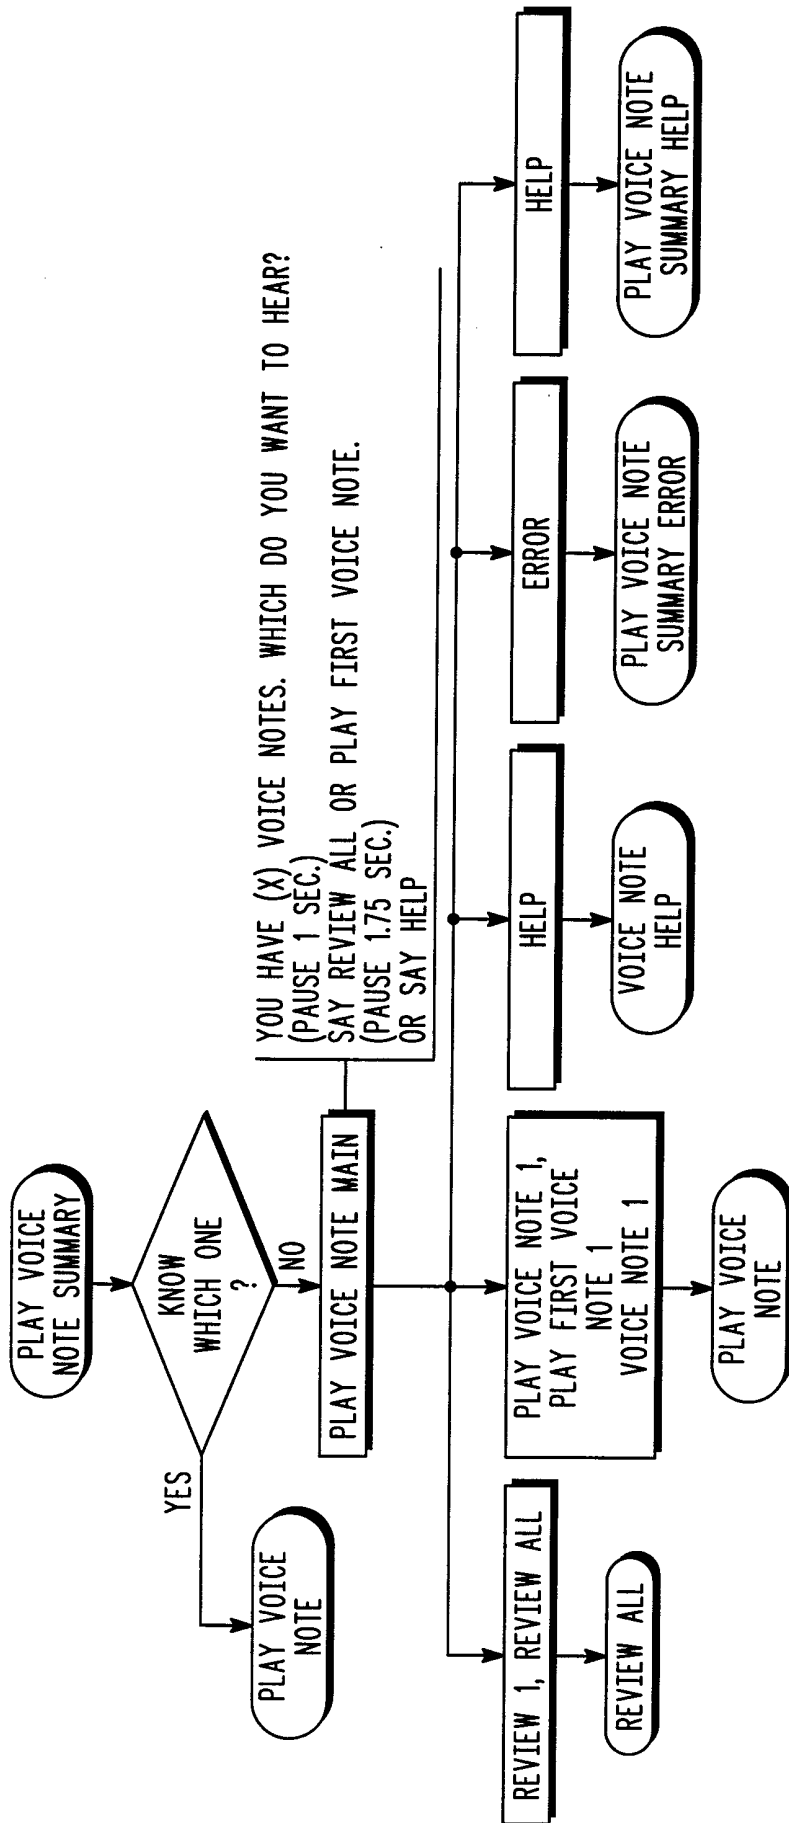 PLAY VOICE
NOTE SUMMARY
KNOW
WHICH ONE
?
YES
NO
PLAY VOICE
NOTE
PLAY VOICE NOTE MAIN
YOU HAVE (X) VOICE NOTES. WHICH DO YOU WANT TO HEAR?
(PAUSE 1 SEC.)
SAY REVIEW ALL OR PLAY FIRST VOICE NOTE.
(PAUSE 1.75 SEC.)
OR SAY HELP
REVIEW 1, REVIEW ALL
REVIEW ALL
PLAY VOICE NOTE 1,
PLAY FIRST VOICE
NOTE 1
VOICE NOTE 1
PLAY VOICE
NOTE
HELP
VOICE NOTE
HELP
ERROR
PLAY VOICE NOTE
SUMMARY ERROR
HELP
PLAY VOICE NOTE
SUMMARY HELP